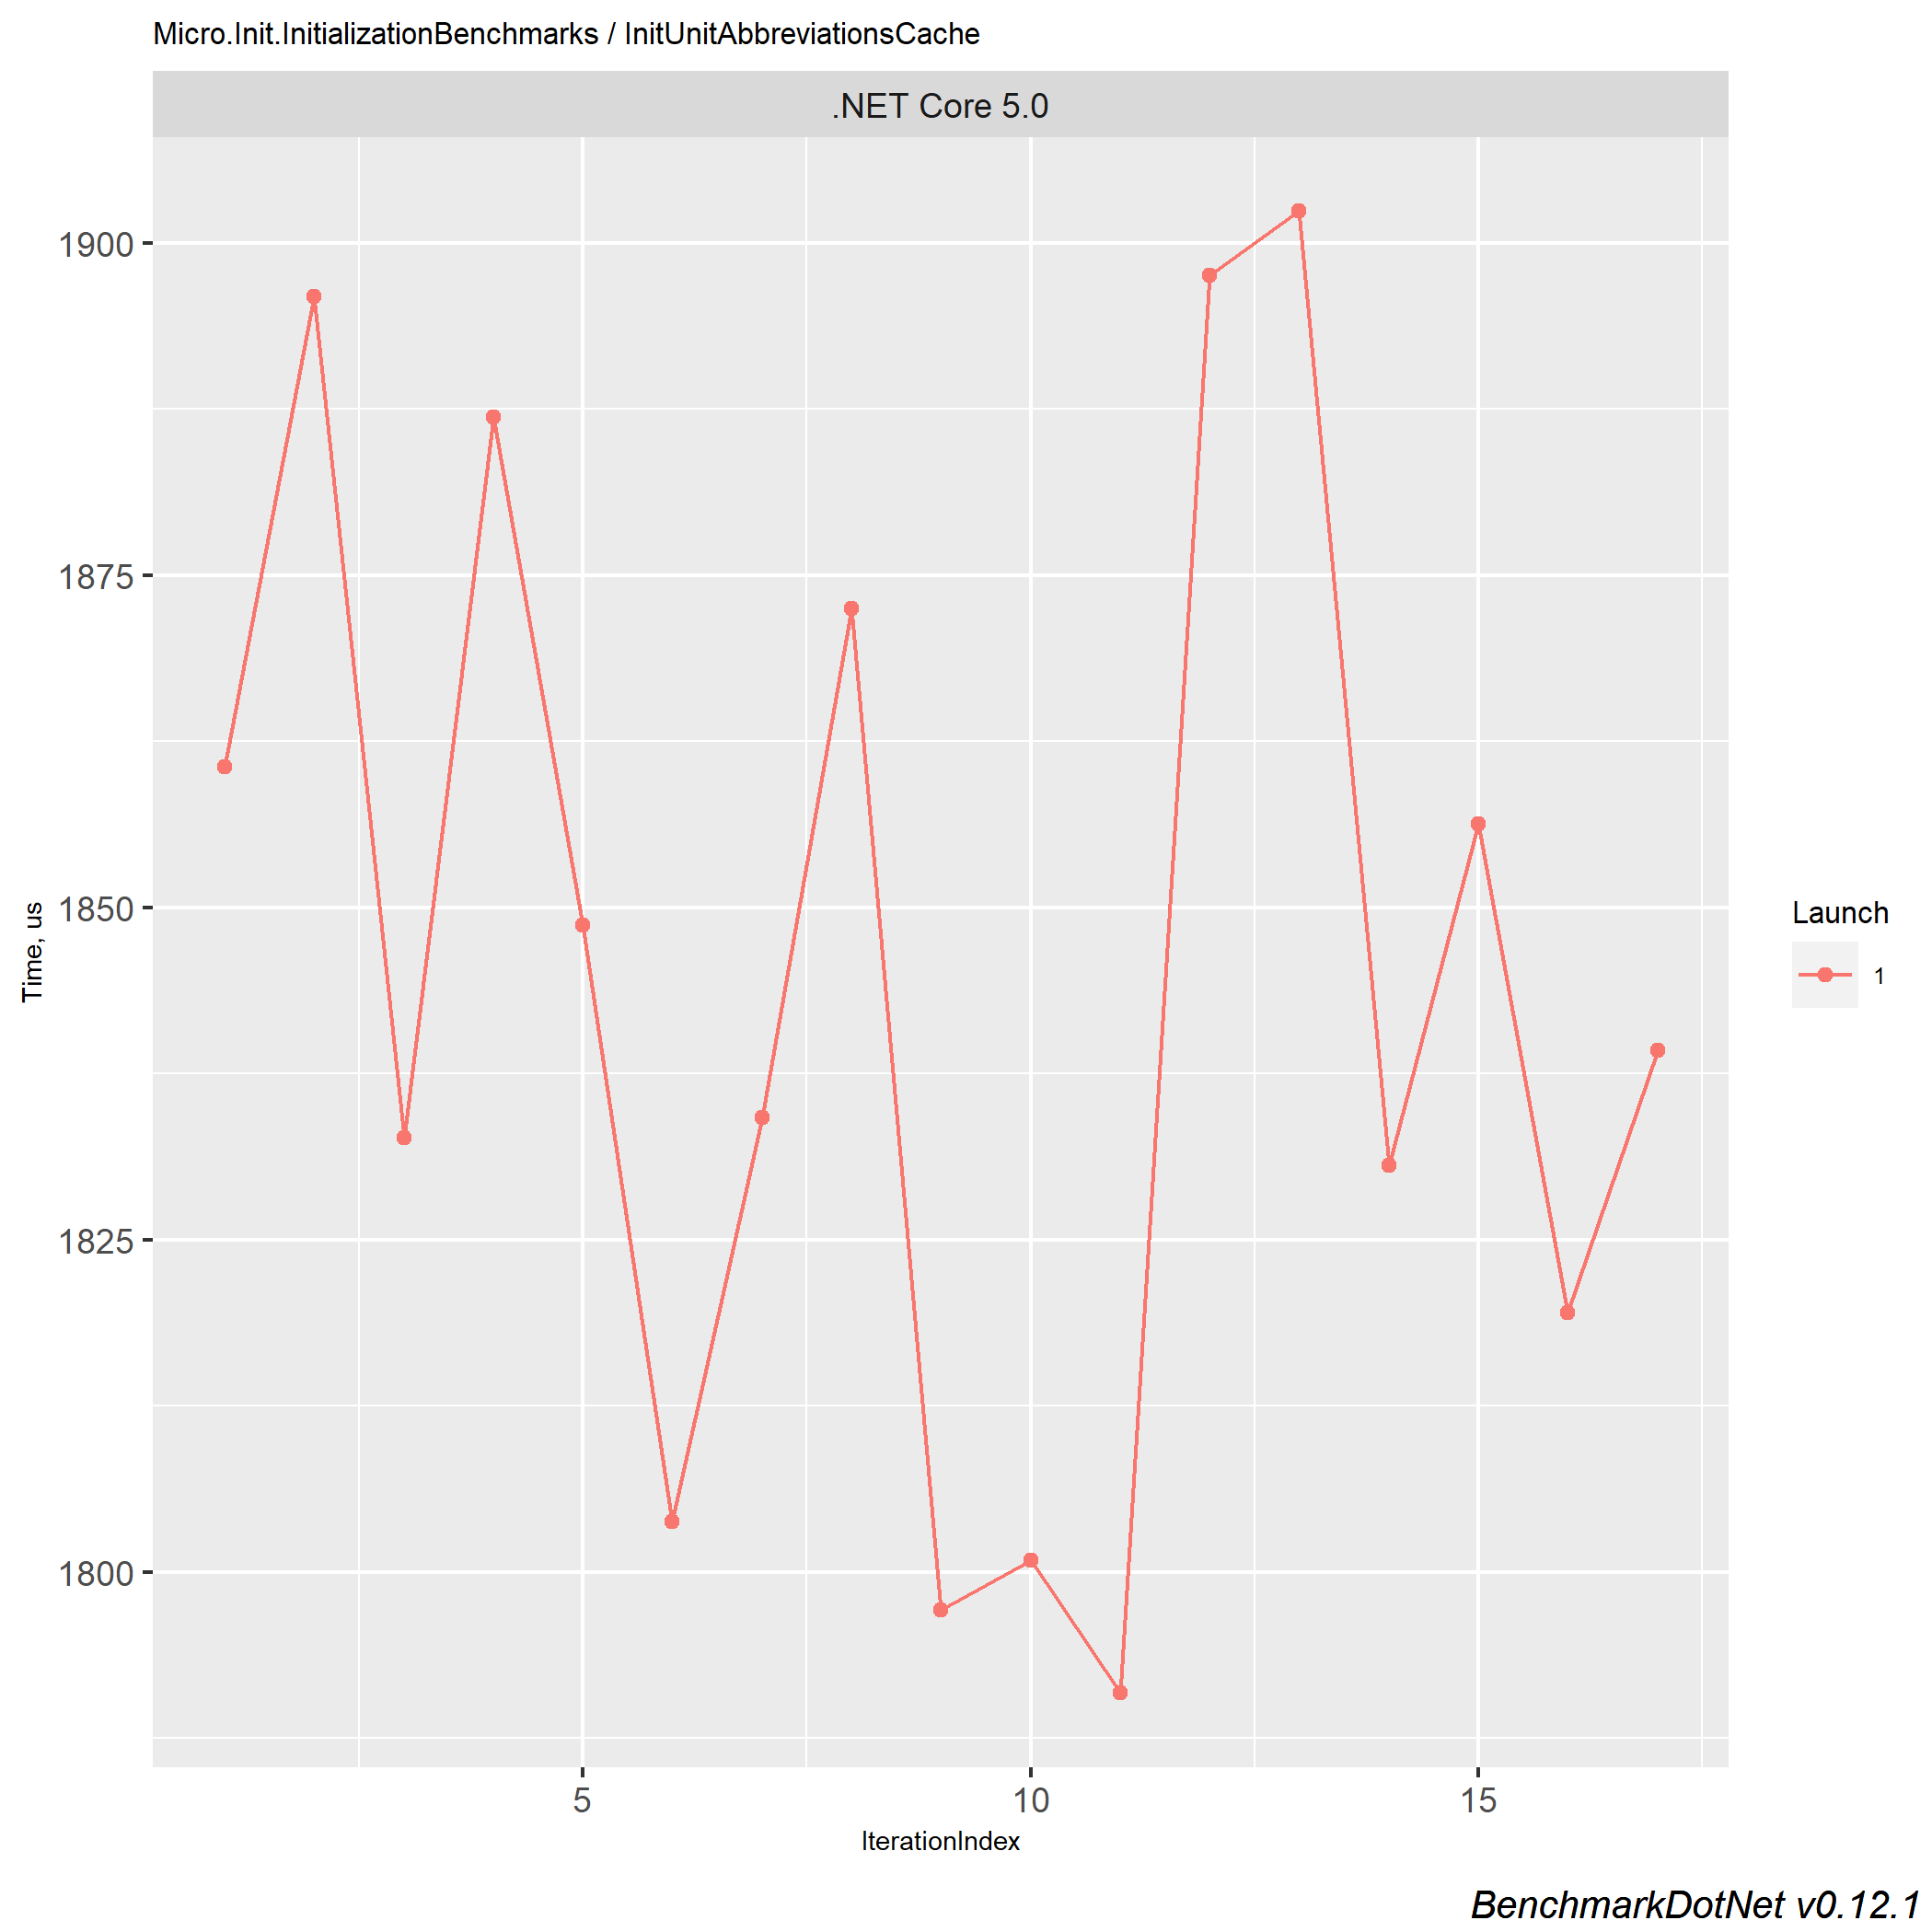 Micro.Init.InitializationBenchmarks / InitUnitAbbreviationsCache
.NET Core 5.0
1900
1875
1850
1825
1800
Time, us
5
10
15
IterationIndex
Launch
1
BenchmarkDotNet v0.12.1